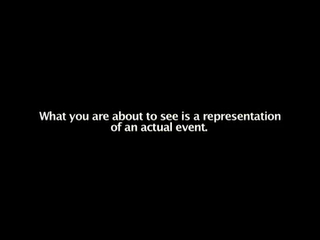 What you are about to see is a representation
of an actual event.